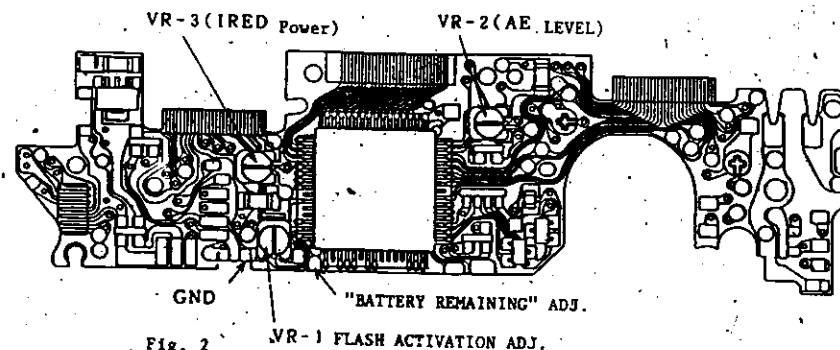 VR-3(IRED Power)
VR-2(AE LEVEL)
GND
"BATTERY REMAINING" ADJ.
Fig. 2
VR-1 FLASH ACTIVATION ADJ.